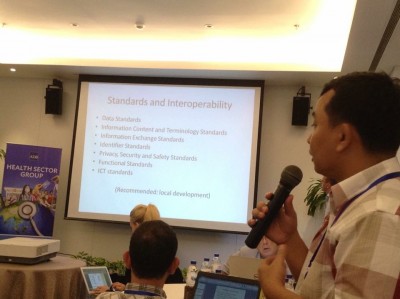 Standards and Interoperability
• Data Standards
• Information Content and Terminology Standards
• Information Exchange Standards
• Identifier Standards
• Privacy, Security and Safety Standards
• Functional Standards
• ICT standards
(Recommended: local development)
ADB
HEALTH SECTOR
GROUP